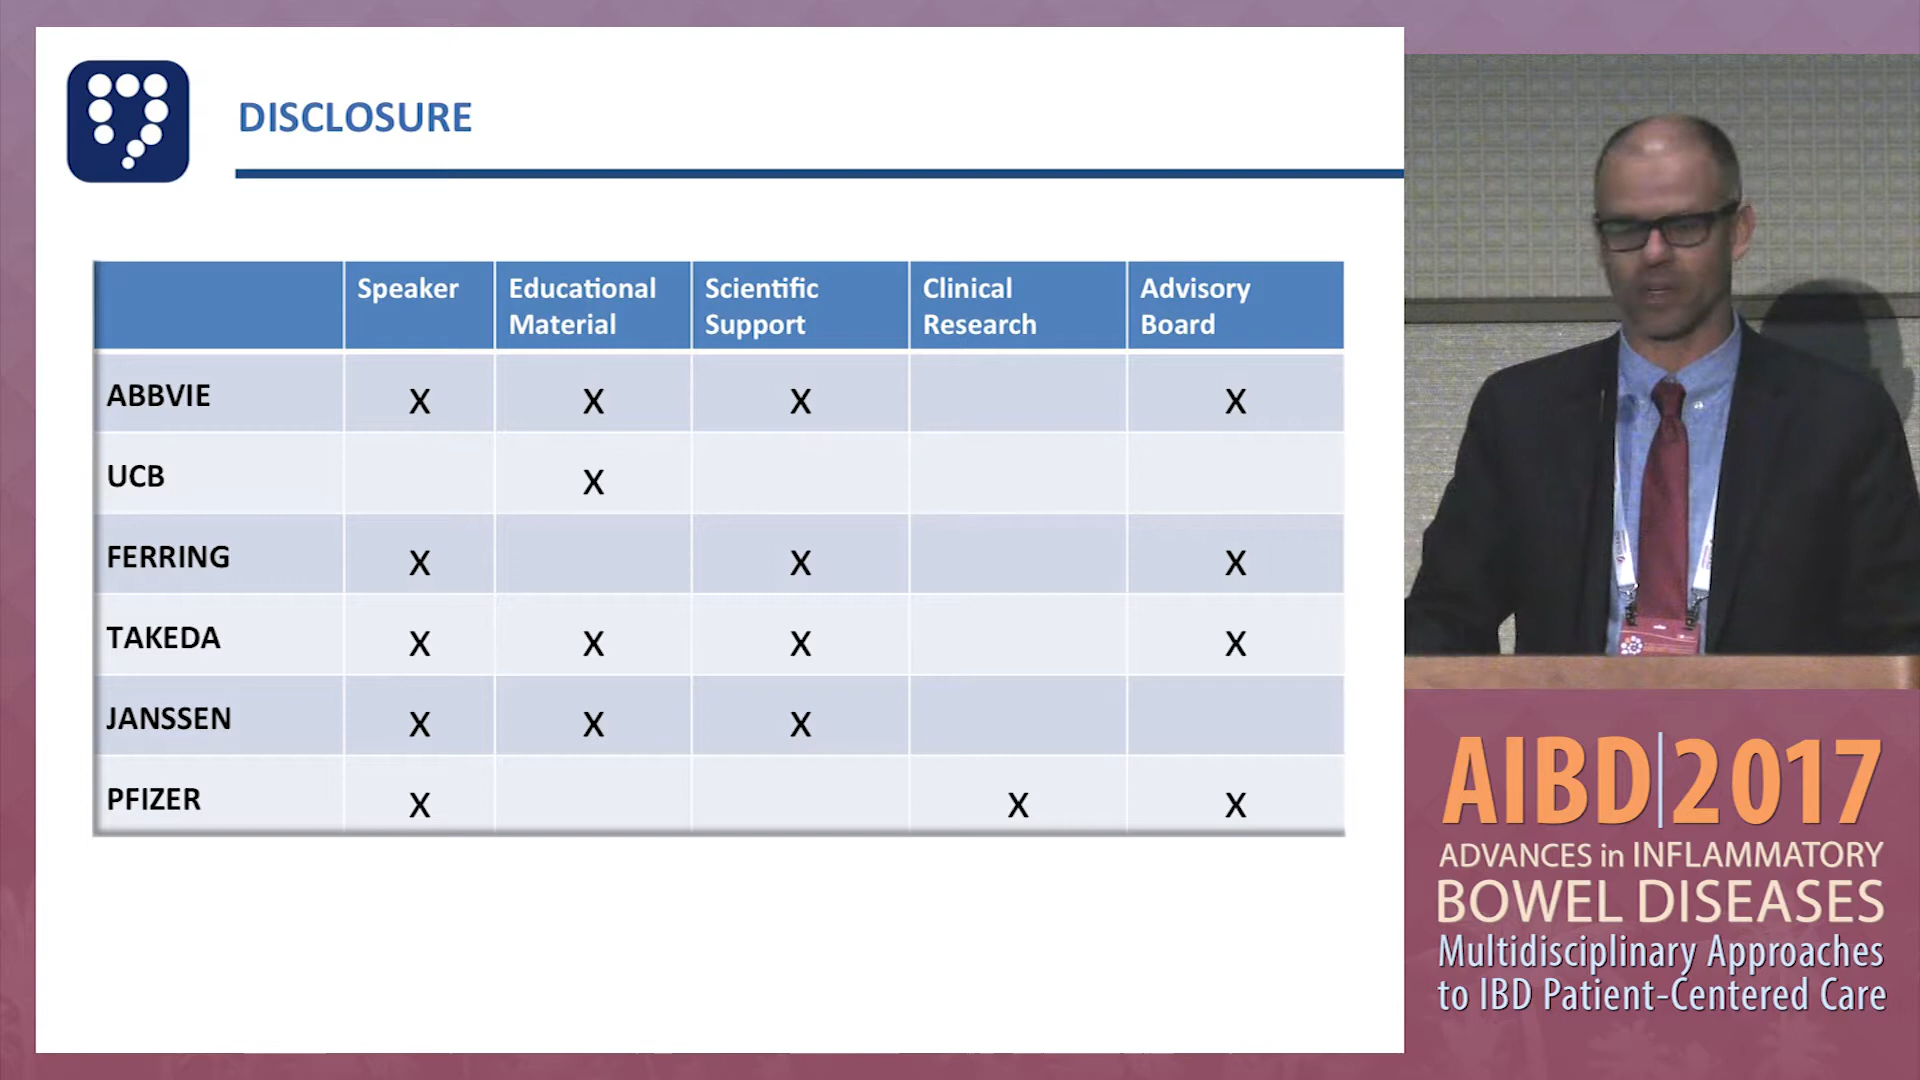 DISCLOSURE
Speaker Educational Material Scientific Support Clinical Research Advisory Board
ABBVIE X X X X
UCB X
FERRING X X X
TAKEDA X X X X
JANSSEN X X X
PFIZER X X X
AIBD|2017
ADVANCES in INFLAMMATORY
BOWEL DISEASES
Multidisciplinary Approaches
to IBD Patient-Centered Care